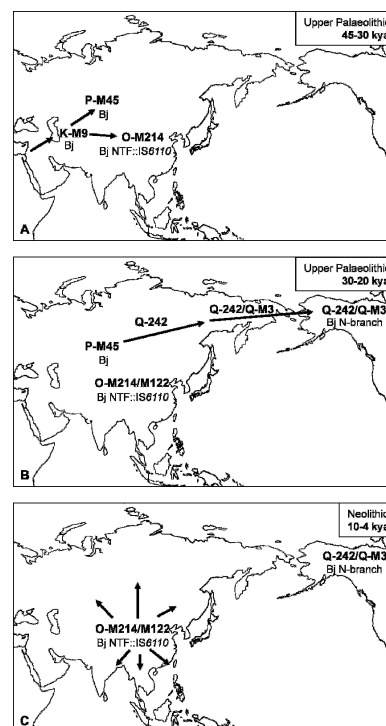 Upper Palaeolithic
45-30 kya
P-M45
Bj
K-M9
Bj
O-M214
Bj NTF::IS6110
A
Upper Palaeolithic
30-20 kya
Q-242
Q-242/Q-M3
Q-242/Q-M3
Bj N-branch
P-M45
Bj
O-M214/M122
Bj NTF::IS6110
B
Neolithic
10-4 kya
Q-242/Q-M3
Bj N-branch
O-M214/M122
Bj NTF::IS6110
C